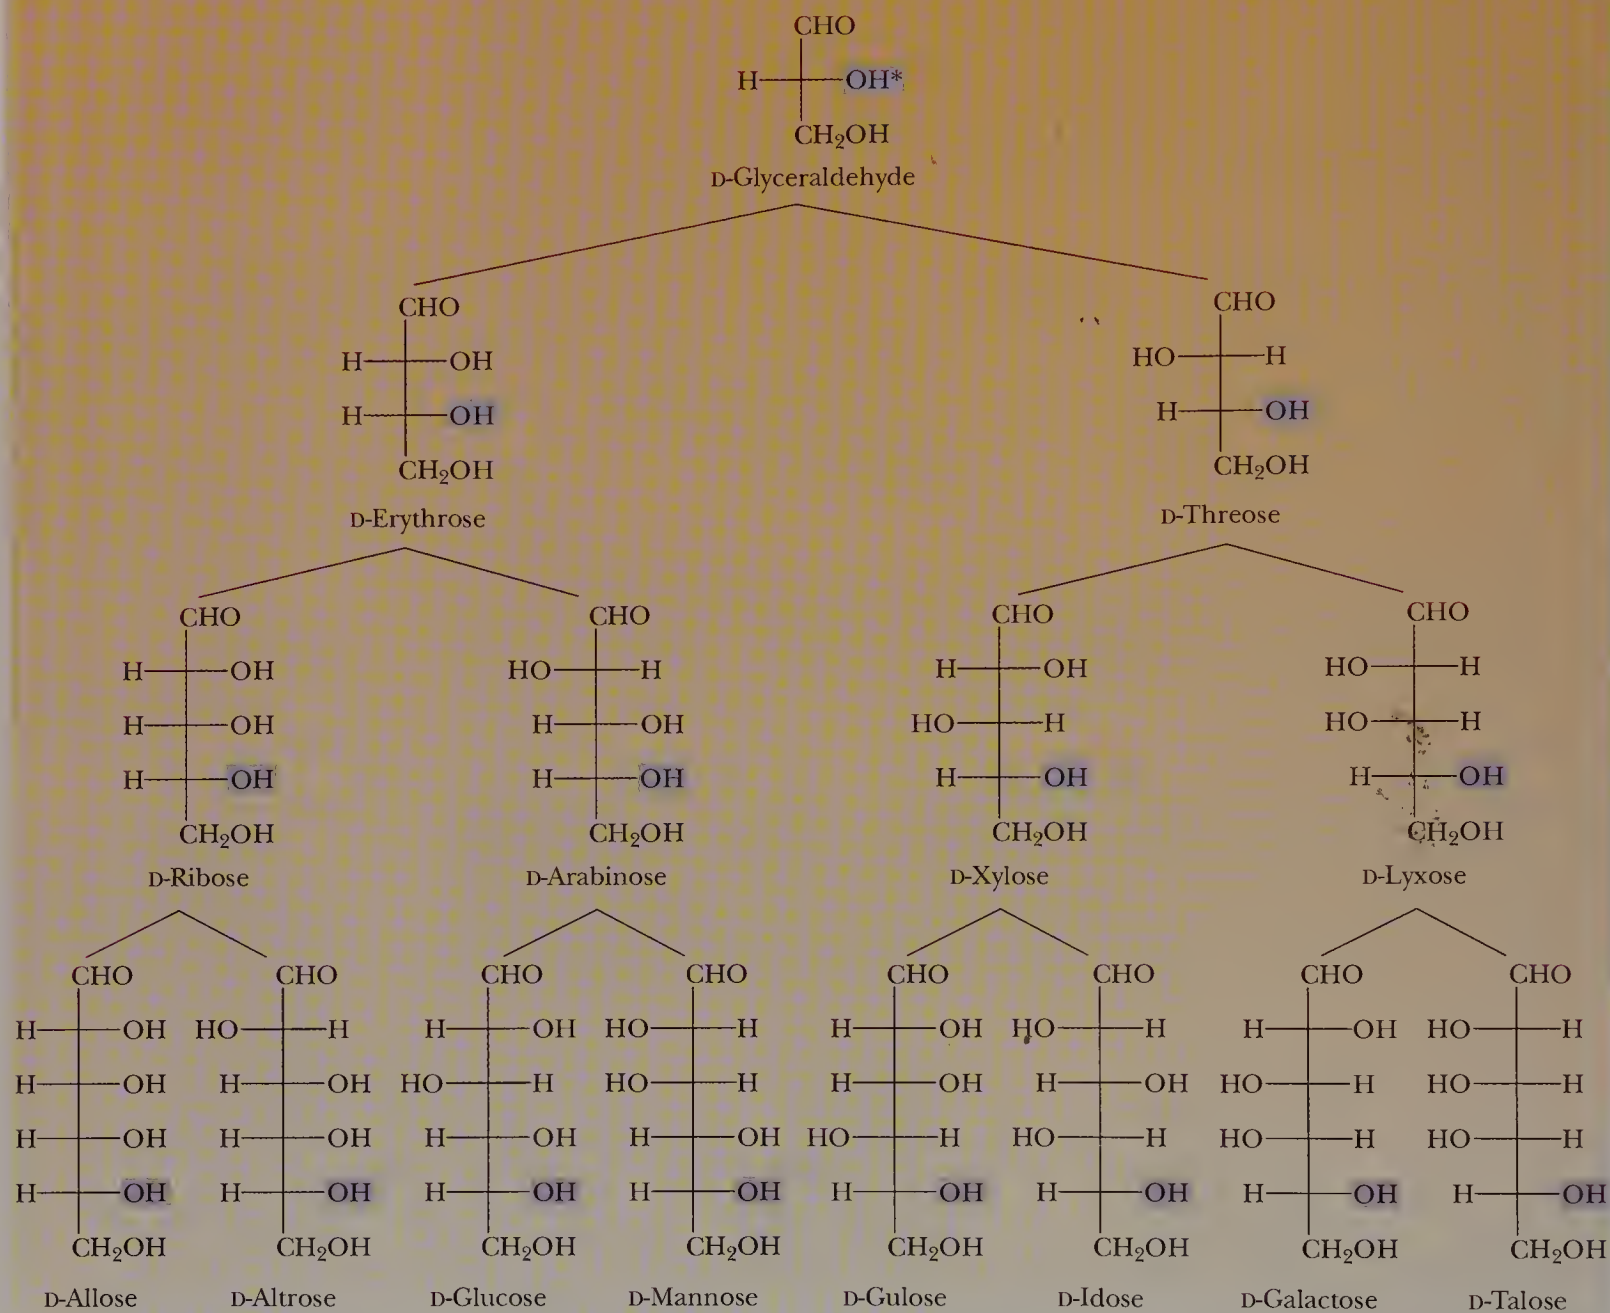 CHO
H OH*
CH₂OH
D-Glyceraldehyde
CHO CHO
H OH HO H
H OH H OH
CH₂OH CH₂OH
D-Erythrose D-Threose
CHO CHO CHO CHO
H OH HO H H OH HO H
H OH H OH HO H HO H
H OH H OH H OH H OH
CH₂OH CH₂OH CH₂OH CH₂OH
D-Ribose D-Arabinose D-Xylose D-Lyxose
CHO CHO CHO CHO CHO CHO CHO CHO
H OH HO H H OH HO H H OH HO H H OH HO H
H OH H OH HO H HO H H OH H OH HO H HO H
H OH H OH H OH H OH HO H HO H HO H HO H
H OH H OH H OH H OH H OH H OH H OH H OH
CH₂OH CH₂OH CH₂OH CH₂OH CH₂OH CH₂OH CH₂OH CH₂OH
D-Allose D-Altrose D-Glucose D-Mannose D-Gulose D-Idose D-Galactose D-Talose